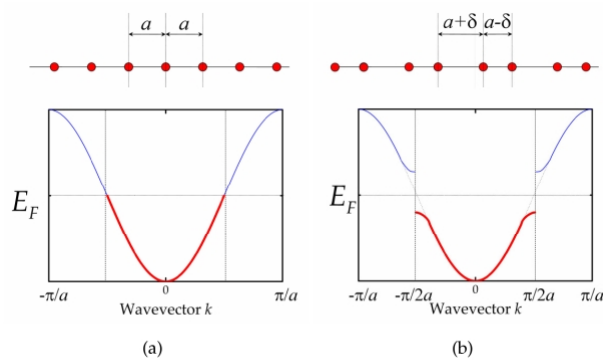 a a
a+δ a-δ
E_F
-π/a 0 π/a
Wavevector k
E_F
-π/a -π/2a 0 π/2a π/a
Wavevector k
(a) (b)